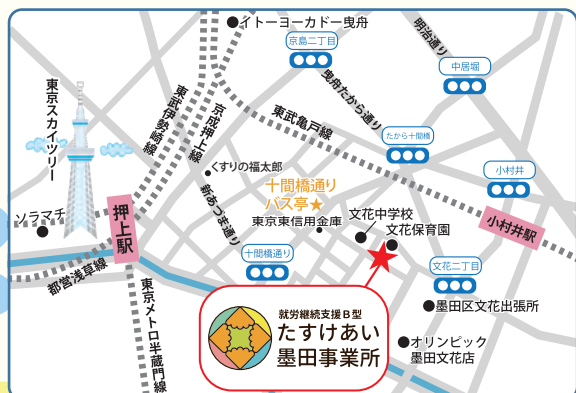 イトーヨーカドー曳舟
京島二丁目
明治通り
中居堀
東京スカイツリー
東武伊勢崎線
京成押上線
曳舟たから通り
東武亀戸線
たから十間橋
くすりの福太郎
小村井
十間橋通り
バス亭★
新あづま通り
東京東信用金庫
文花中学校
文花保育園
小村井駅
ソラマチ
押上駅
十間橋通り
文花二丁目
都営浅草線
東京メトロ半蔵門線
墨田区文花出張所
就労継続支援B型
たすけあい
墨田事業所
オリンピック
墨田文花店